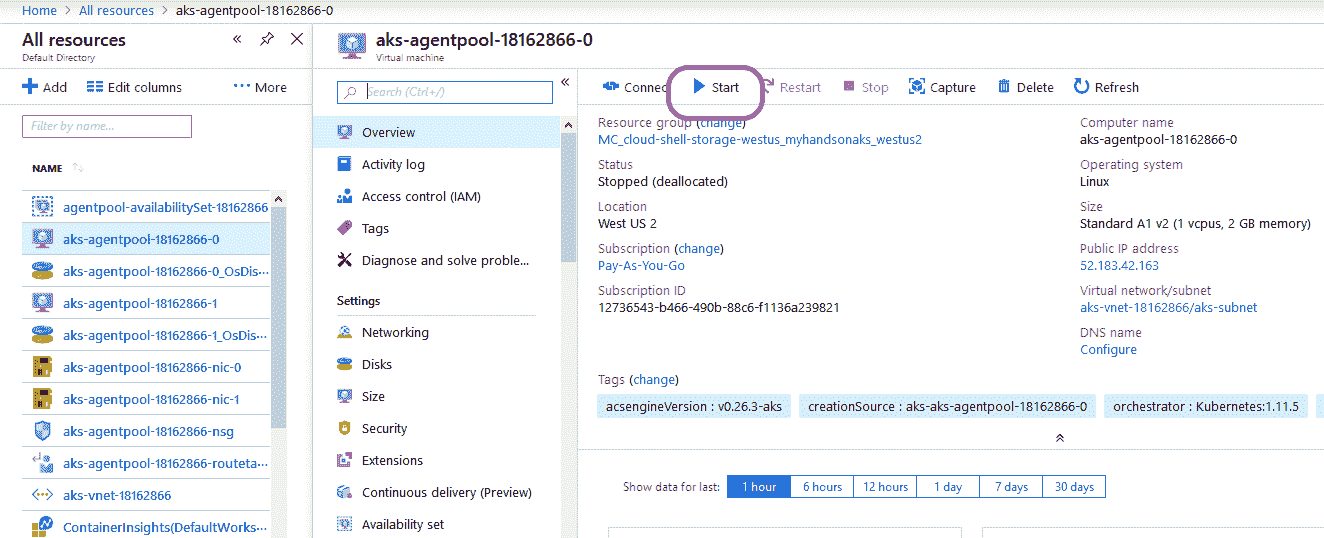 Home > All resources > aks-agentpool-18162866-0
All resources
Default Directory
Add Edit columns ··· More
Filter by name...
NAME
agentpool-availabilitySet-18162866
aks-agentpool-18162866-0
aks-agentpool-18162866-0_OsDis···
aks-agentpool-18162866-1
aks-agentpool-18162866-1_OsDis···
aks-agentpool-18162866-nic-0
aks-agentpool-18162866-nic-1
aks-agentpool-18162866-nsg
aks-agentpool-18162866-routeta···
aks-vnet-18162866
ContainerInsights(DefaultWorks···
aks-agentpool-18162866-0
Virtual machine
Search (Ctrl+/)
Overview
Activity log
Access control (IAM)
Tags
Diagnose and solve proble...
Settings
Networking
Disks
Size
Security
Extensions
Continuous delivery (Preview)
Availability set
Connec Start Restart Stop Capture Delete Refresh
Resource group (change)
MC_cloud-shell-storage-westus_myhandsonaks_westus2
Status
Stopped (deallocated)
Location
West US 2
Subscription (change)
Pay-As-You-Go
Subscription ID
12736543-b466-490b-88c6-f1136a239821
Computer name
aks-agentpool-18162866-0
Operating system
Linux
Size
Standard A1 v2 (1 vcpus, 2 GB memory)
Public IP address
52.183.42.163
Virtual network/subnet
aks-vnet-18162866/aks-subnet
DNS name
Configure
Tags (change)
acsengineVersion : v0.26.3-aks creationSource : aks-aks-agentpool-18162866-0 orchestrator : Kubernetes:1.11.5
Show data for last: 1 hour 6 hours 12 hours 1 day 7 days 30 days